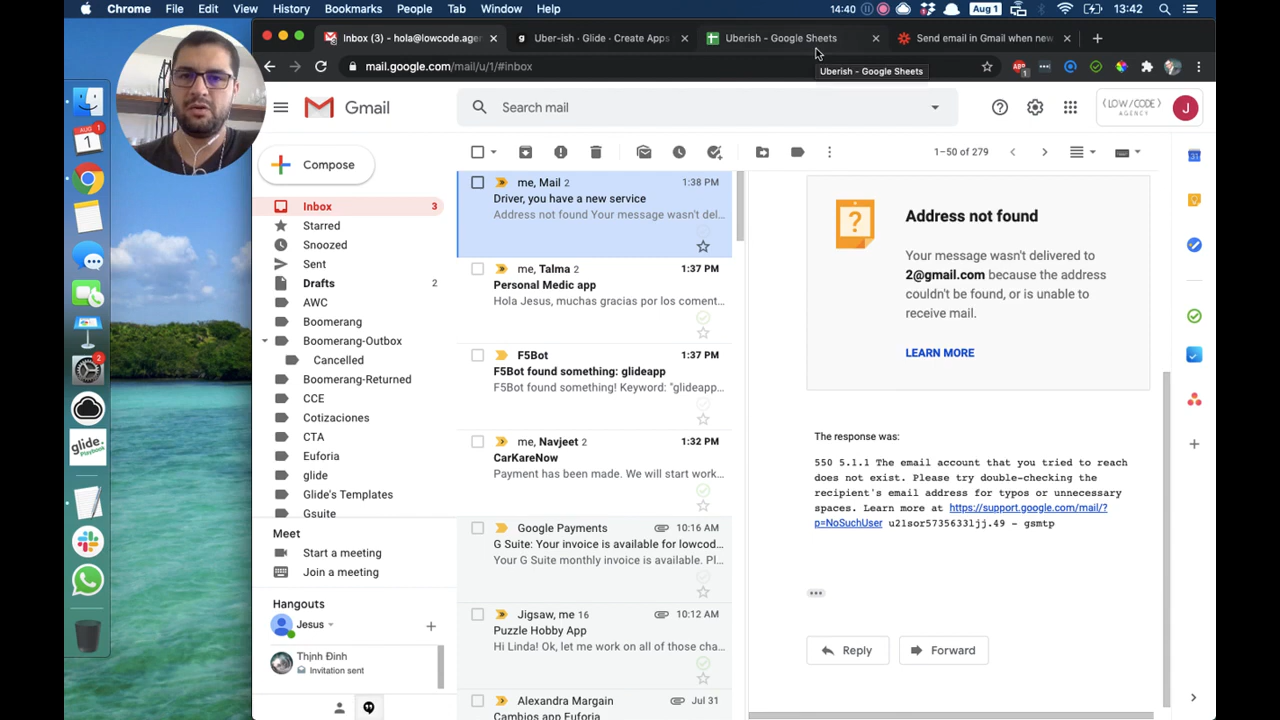 Chrome File Edit View History Bookmarks People Tab Window Help 14:40 Aug 1 13:42
Inbox (3) - hola@lowcode.agen Uber-ish · Glide · Create Apps Uberish - Google Sheets Send email in Gmail when new
mail.google.com/mail/u/1/#inbox
Uberish - Google Sheets
Gmail
Search mail
{LOW/CODE}
AGENCY
J
Compose
1–50 of 279
Inbox 3
Starred
Snoozed
Sent
Drafts 2
AWC
Boomerang
Boomerang-Outbox
Cancelled
Boomerang-Returned
CCE
Cotizaciones
CTA
Euforia
glide
Glide's Templates
Gsuite
Meet
Start a meeting
Join a meeting
Hangouts
Jesus
Thịnh Đinh
Invitation sent
me, Mail 2 1:38 PM
Driver, you have a new service
Address not found Your message wasn't del...
me, Talma 2 1:37 PM
Personal Medic app
Hola Jesus, muchas gracias por los coment...
F5Bot 1:37 PM
F5Bot found something: glideapp
F5Bot found something! Keyword: "glideapp...
me, Navjeet 2 1:32 PM
CarKareNow
Payment has been made. We will start work...
Google Payments 10:16 AM
G Suite: Your invoice is available for lowcod...
Your G Suite monthly invoice is available. Pl...
Jigsaw, me 16 10:12 AM
Puzzle Hobby App
Hi Linda! Ok, let me work on all of those cha...
Alexandra Margain Jul 31
Cambios app Euforia
Address not found
Your message wasn't delivered to
2@gmail.com because the address
couldn't be found, or is unable to
receive mail.
LEARN MORE
The response was:
550 5.1.1 The email account that you tried to reach
does not exist. Please try double-checking the
recipient's email address for typos or unnecessary
spaces. Learn more at https://support.google.com/mail/?
p=NoSuchUser u21sor5736331ljj.49 - gsmtp
Reply
Forward
AUG 1
1
2
glide
Playbook